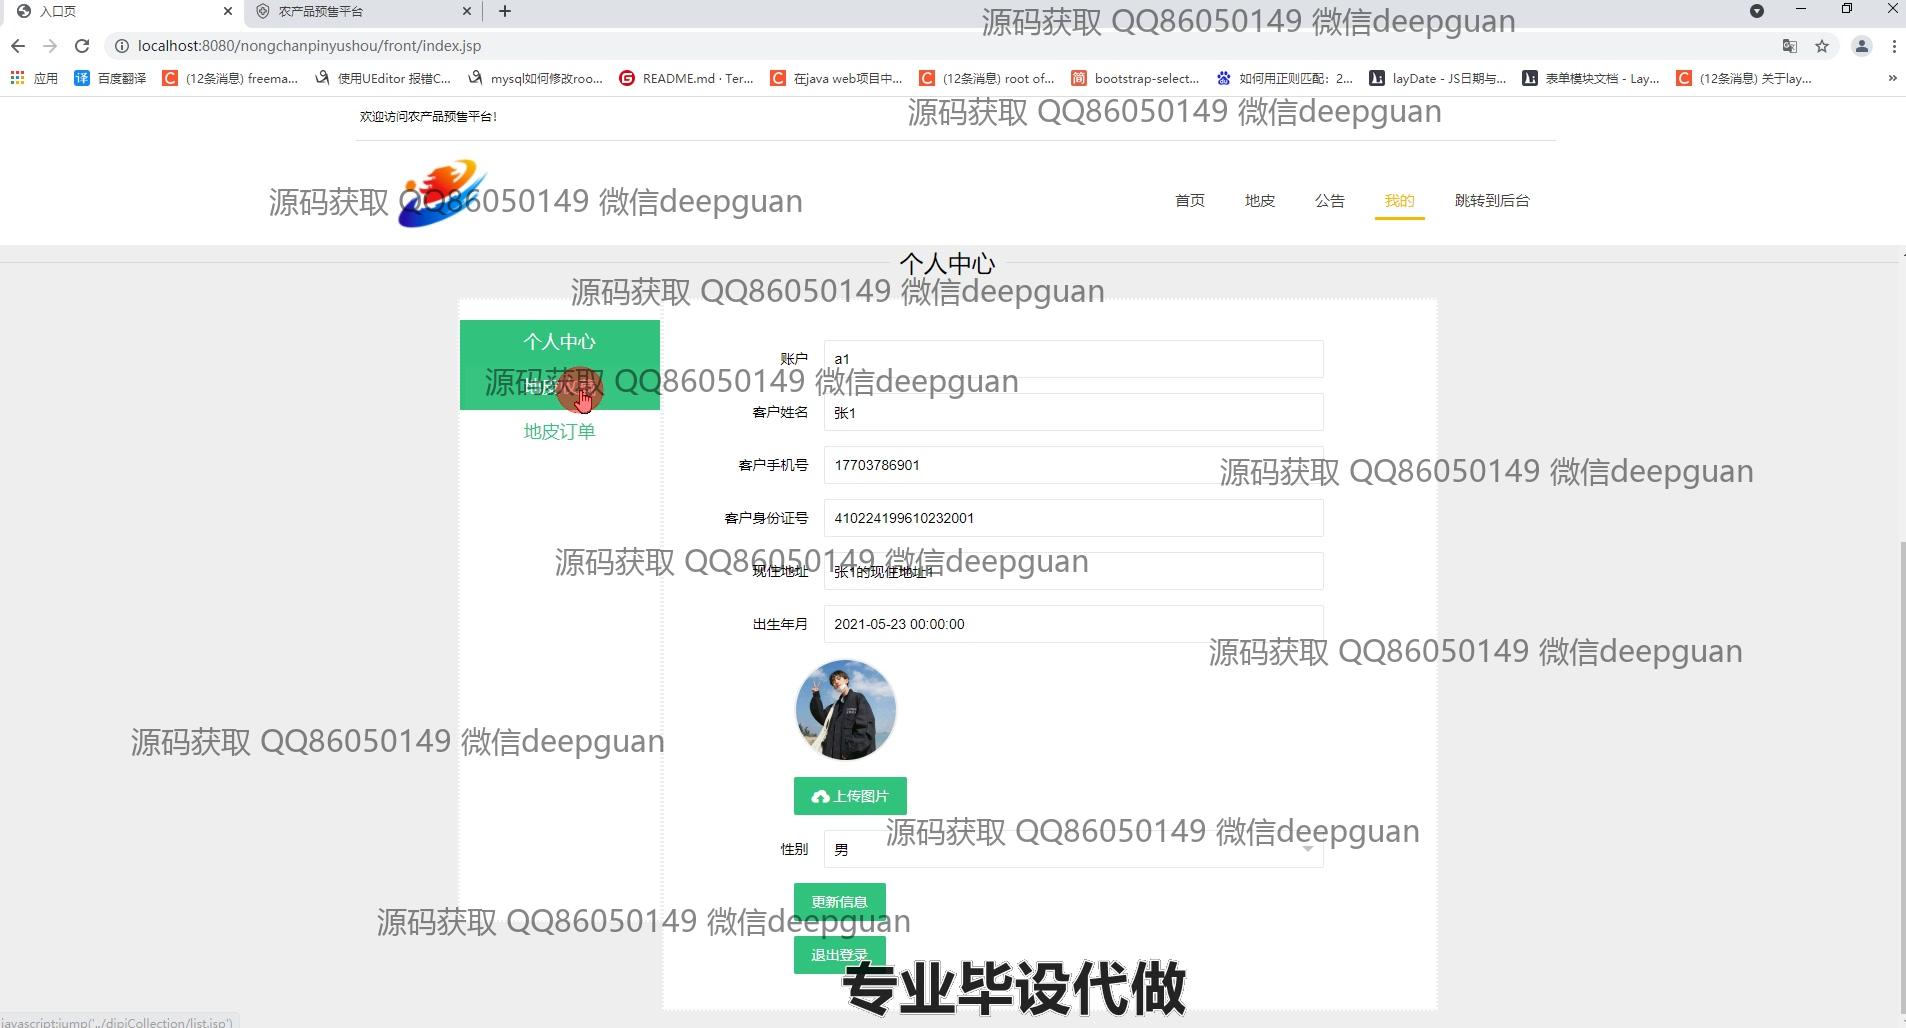 入口页
农产品预售平台
源码获取 QQ86050149 微信deepguan
localhost:8080/nongchanpinyushou/front/index.jsp
应用
百度翻译
(12条消息) freema...
使用UEditor 报错C...
mysql如何修改roo...
README.md · Ter...
在java web项目中...
(12条消息) root of...
bootstrap-select...
如何用正则匹配：2...
layDate - JS日期与...
表单模块文档 - Lay...
(12条消息) 关于lay...
欢迎访问农产品预售平台!
源码获取 QQ86050149 微信deepguan
源码获取 QQ86050149 微信deepguan
首页
地皮
公告
我的
跳转到后台
个人中心
源码获取 QQ86050149 微信deepguan
个人中心
账户
a1
源码获取 QQ86050149 微信deepguan
客户姓名
张1
地皮订单
客户手机号
17703786901
源码获取 QQ86050149 微信deepguan
客户身份证号
410224199610232001
源码获取 QQ86050149 微信deepguan
现住地址
张1的现住地址1
出生年月
2021-05-23 00:00:00
源码获取 QQ86050149 微信deepguan
源码获取 QQ86050149 微信deepguan
上传图片
源码获取 QQ86050149 微信deepguan
性别
男
更新信息
源码获取 QQ86050149 微信deepguan
退出登录
专业毕设代做
javascript:jump('../dipiCollection/list.jsp')